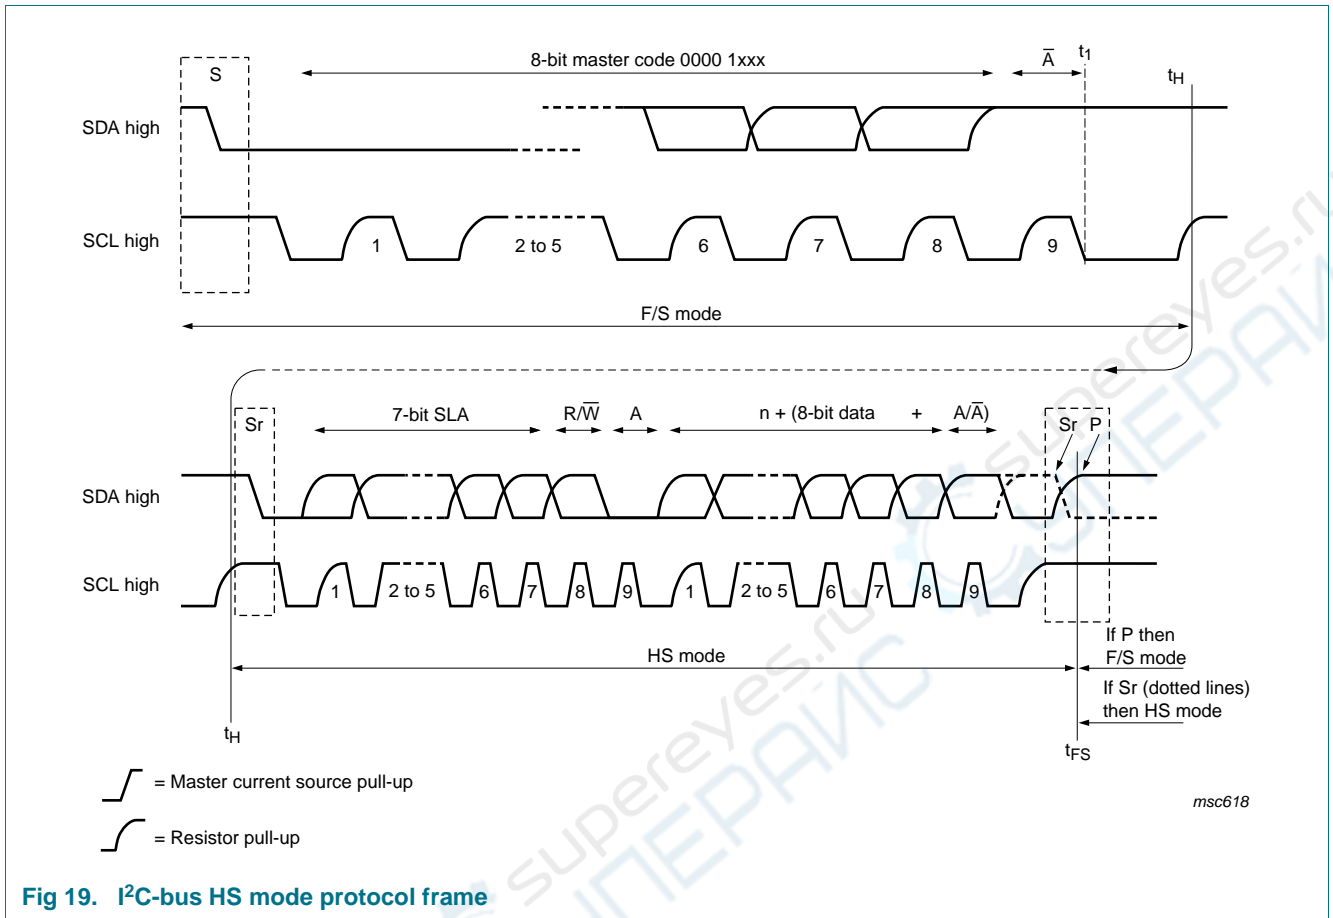 8-bit master code 0000 1xxx
A̅
t1
S
tH
SDA high
SCL high
1
2 to 5
6
7
8
9
F/S mode
Sr
7-bit SLA
R/W̅
A
n + (8-bit data + A/A̅)
Sr P
SDA high
SCL high
1
2 to 5
6
7
8
9
1
2 to 5
6
7
8
9
HS mode
If P then
F/S mode
If Sr (dotted lines)
then HS mode
tH
tFS
= Master current source pull-up
= Resistor pull-up
msc618
Fig 19. I²C-bus HS mode protocol frame
supereyes.ru
СУПЕРАЙС
supereyes.ru
СУПЕРАЙС